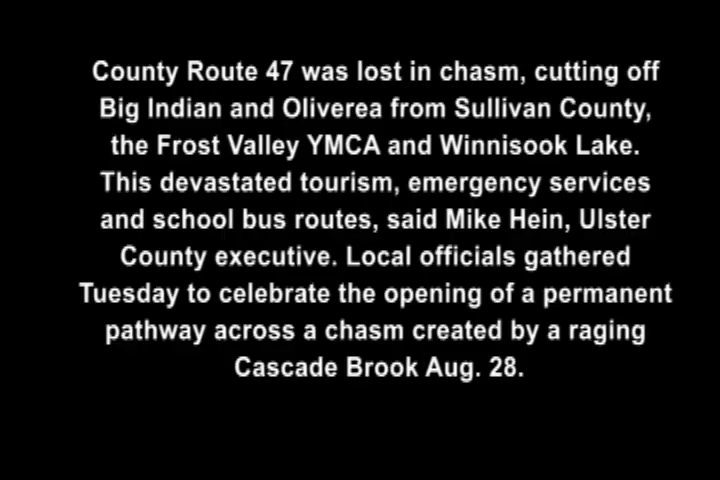 County Route 47 was lost in chasm, cutting off
Big Indian and Oliverea from Sullivan County,
the Frost Valley YMCA and Winnisook Lake.
This devastated tourism, emergency services
and school bus routes, said Mike Hein, Ulster
County executive. Local officials gathered
Tuesday to celebrate the opening of a permanent
pathway across a chasm created by a raging
Cascade Brook Aug. 28.